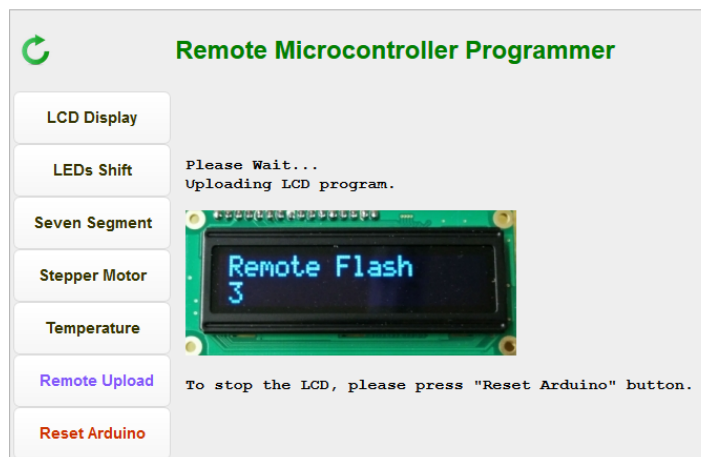 Remote Microcontroller Programmer
LCD Display
LEDs Shift
Seven Segment
Stepper Motor
Temperature
Remote Upload
Reset Arduino
Please Wait...
Uploading LCD program.
Remote Flash
3
To stop the LCD, please press "Reset Arduino" button.